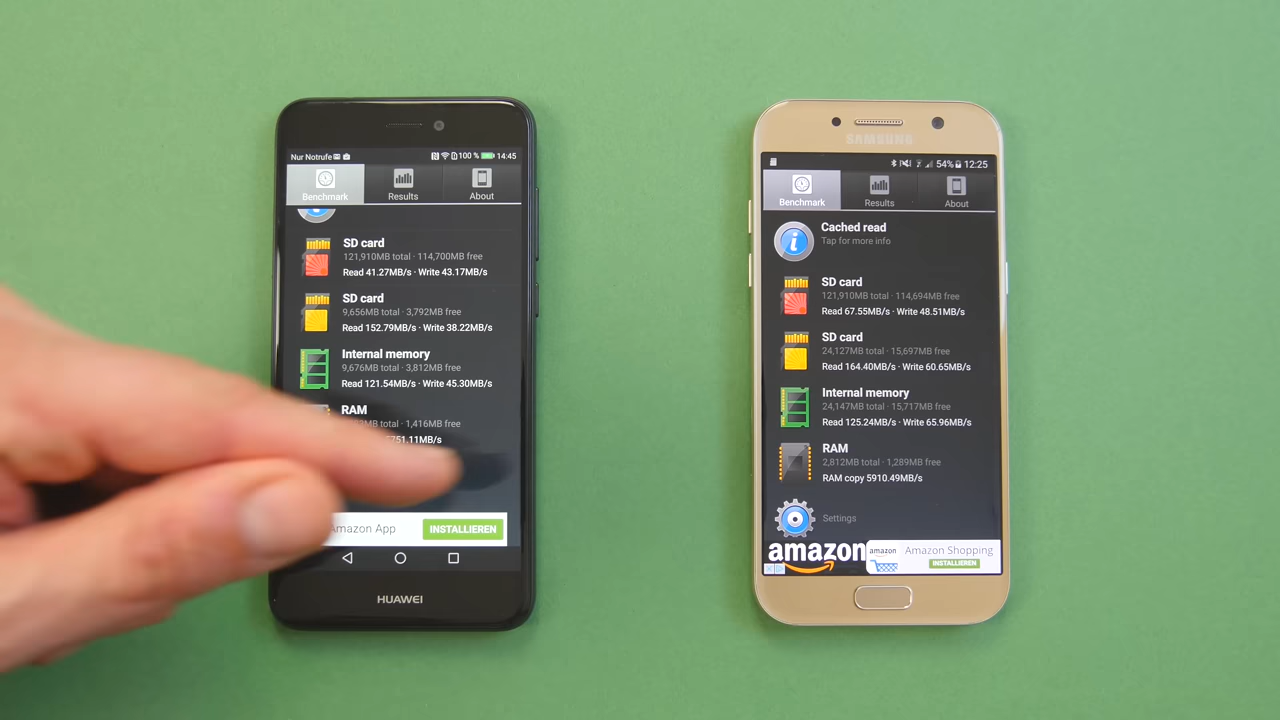 Nur Notrufe 100 % 14:45
Benchmark Results About
SD card
121,910MB total · 114,700MB free
Read 41.27MB/s · Write 43.17MB/s
SD card
9,656MB total · 3,792MB free
Read 152.79MB/s · Write 38.22MB/s
Internal memory
9,676MB total · 3,812MB free
Read 121.54MB/s · Write 45.30MB/s
RAM
1,416MB free
Amazon App INSTALLIEREN
HUAWEI
SAMSUNG
54% 12:25
Benchmark Results About
Cached read
Tap for more info
SD card
121,910MB total · 114,694MB free
Read 67.55MB/s · Write 48.51MB/s
SD card
24,127MB total · 15,697MB free
Read 164.40MB/s · Write 60.65MB/s
Internal memory
24,147MB total · 15,717MB free
Read 125.24MB/s · Write 65.96MB/s
RAM
2,812MB total · 1,289MB free
RAM copy 5910.49MB/s
Settings
amazon amazon Amazon Shopping
INSTALLIEREN